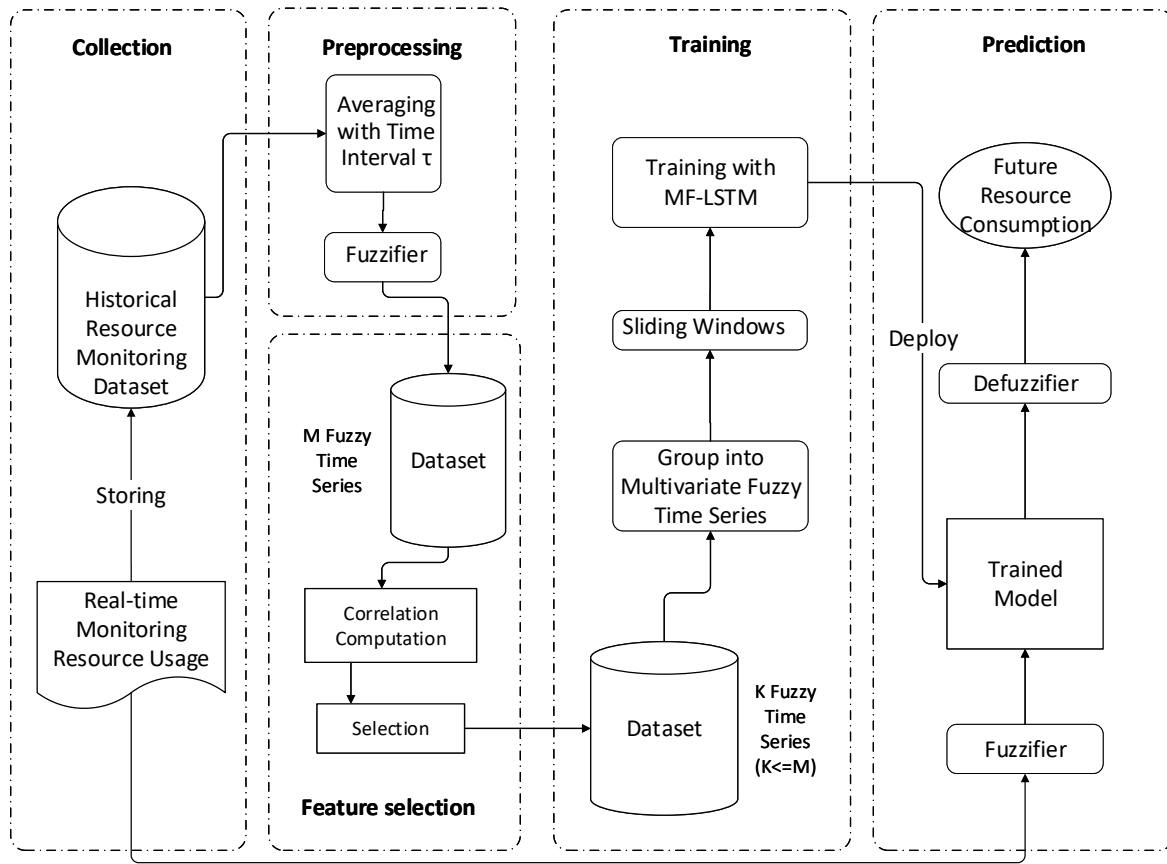 Collection
Historical
Resource
Monitoring
Dataset
Storing
Real-time
Monitoring
Resource Usage
Preprocessing
Averaging
with Time
Interval τ
Fuzzifier
M Fuzzy
Time
Series
Dataset
Correlation
Computation
Selection
Feature selection
Training
Training with
MF-LSTM
Sliding Windows
Group into
Multivariate Fuzzy
Time Series
Dataset
K Fuzzy
Time
Series
(K<=M)
Prediction
Future
Resource
Consumption
Deploy
Defuzzifier
Trained
Model
Fuzzifier